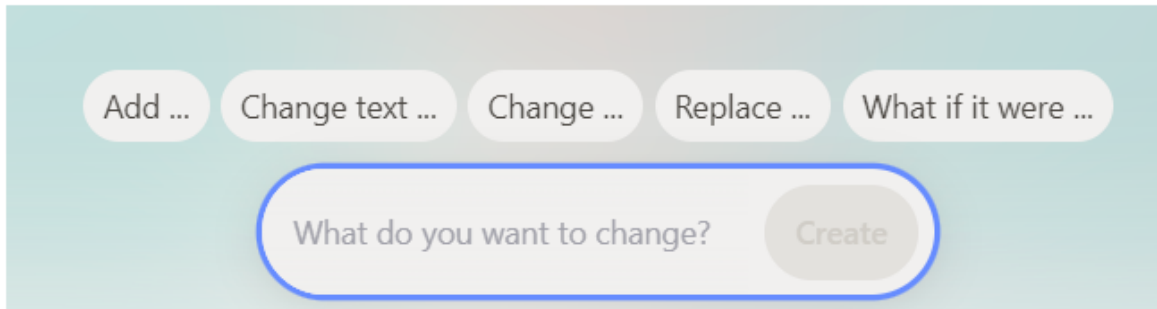 Add ... Change text ... Change ... Replace ... What if it were ...
What do you want to change? Create